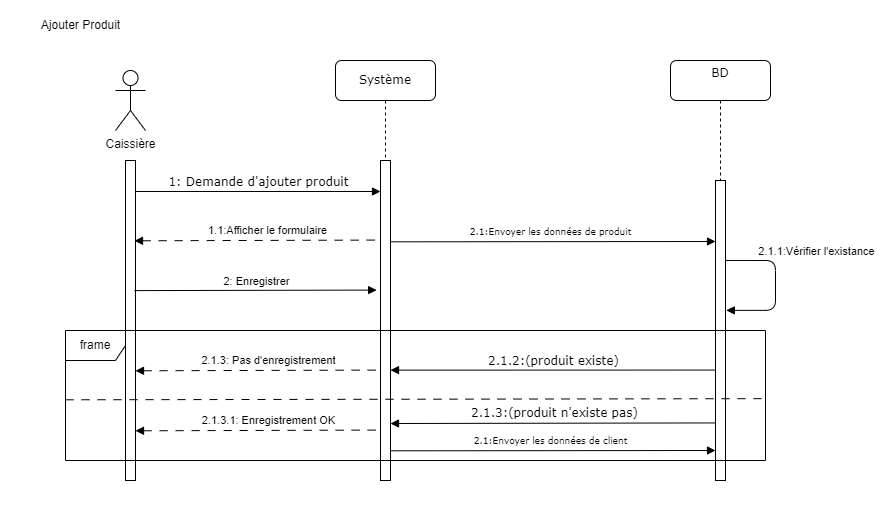 Ajouter Produit
Système
BD
Caissière
1: Demande d'ajouter produit
1.1:Afficher le formulaire
2.1:Envoyer les données de produit
2.1.1:Vérifier l'existance
2: Enregistrer
frame
2.1.3: Pas d'enregistrement
2.1.2:(produit existe)
2.1.3:(produit n'existe pas)
2.1.3.1: Enregistrement OK
2.1:Envoyer les données de client